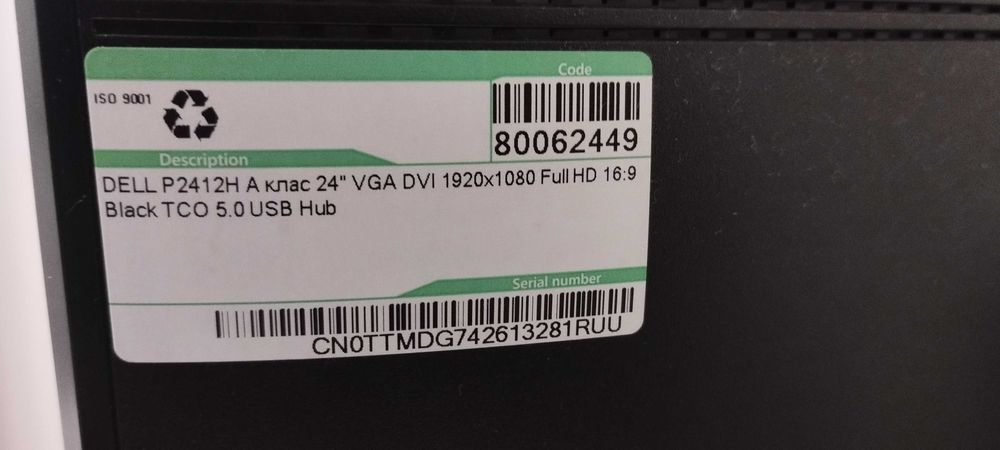 Code
ISO 9001
80062449
Description
DELL P2412H А клас 24" VGA DVI 1920x1080 Full HD 16:9
Black TCO 5.0 USB Hub
Serial number
CN0TTMDG742613281RUU